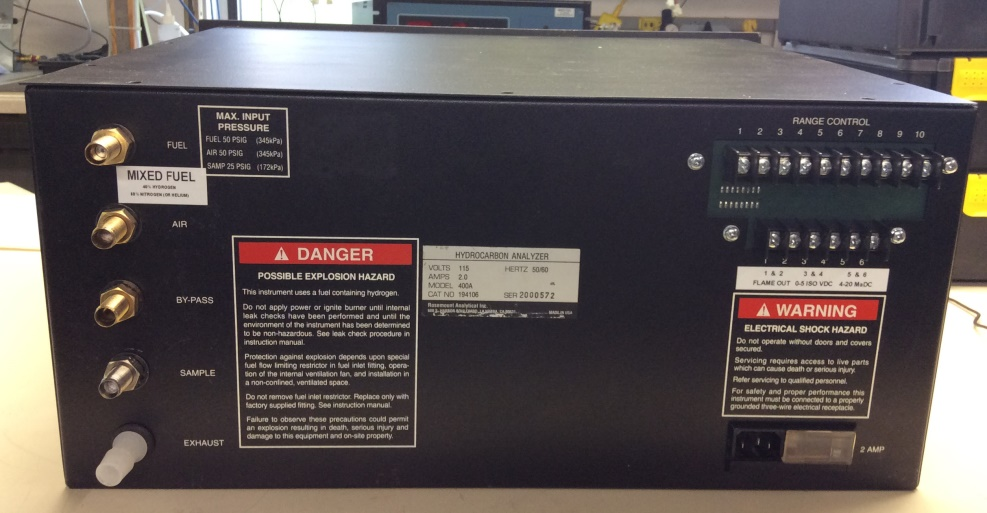 FUEL
MAX. INPUT
PRESSURE
FUEL 50 PSIG (345kPa)
AIR 50 PSIG (345kPa)
SAMP 25 PSIG (172kPa)
MIXED FUEL
40% HYDROGEN
60% NITROGEN (OR HELIUM)
AIR
BY-PASS
SAMPLE
EXHAUST
DANGER
POSSIBLE EXPLOSION HAZARD
This instrument uses a fuel containing hydrogen.
Do not apply power or ignite burner until internal
leak checks have been performed and until the
environment of the instrument has been determined
to be non-hazardous. See leak check procedure in
instruction manual.
Protection against explosion depends upon special
fuel flow limiting restrictor in fuel inlet fitting, opera-
tion of the internal ventilation fan, and installation in
a non-confined, ventilated space.
Do not remove fuel inlet restrictor. Replace only with
factory supplied fitting. See instruction manual.
Failure to observe these precautions could permit
an explosion resulting in death, serious injury and
damage to this equipment and on-site property.
HYDROCARBON ANALYZER
VOLTS 115 HERTZ 50/60
AMPS 2.0
MODEL 400A
CAT NO 194106 SER 2000572
Rosemount Analytical Inc.
MADE IN USA
RANGE CONTROL
1 2 3 4 5 6 7 8 9 10
1 2 3 4 5 6
1 & 2 3 & 4 5 & 6
FLAME OUT 0-5 ISO VDC 4-20 MaDC
WARNING
ELECTRICAL SHOCK HAZARD
Do not operate without doors and covers
secured.
Servicing requires access to live parts
which can cause death or serious injury.
Refer servicing to qualified personnel.
For safety and proper performance this
instrument must be connected to a properly
grounded three-wire electrical receptacle.
2 AMP